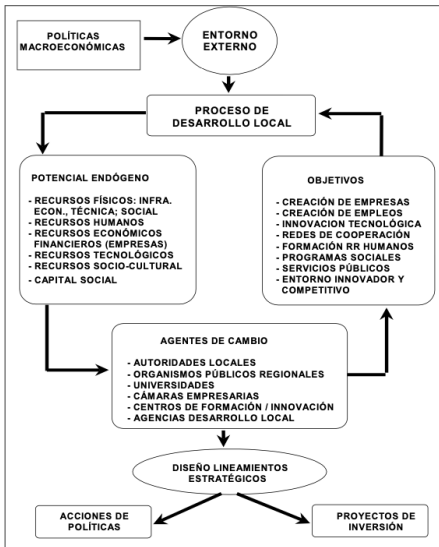 POLÍTICAS
MACROECONÓMICAS
ENTORNO
EXTERNO
PROCESO DE
DESARROLLO LOCAL
POTENCIAL ENDÓGENO
- RECURSOS FÍSICOS: INFRA.
ECON., TÉCNICA; SOCIAL
- RECURSOS HUMANOS
- RECURSOS ECONÓMICOS
FINANCIEROS (EMPRESAS)
- RECURSOS TECNOLÓGICOS
- RECURSOS SOCIO-CULTURAL
- CAPITAL SOCIAL
OBJETIVOS
- CREACIÓN DE EMPRESAS
- CREACIÓN DE EMPLEOS
- INNOVACION TECNOLÓGICA
- REDES DE COOPERACIÓN
- FORMACIÓN RR HUMANOS
- PROGRAMAS SOCIALES
- SERVICIOS PÚBLICOS
- ENTORNO INNOVADOR Y
COMPETITIVO
AGENTES DE CAMBIO
- AUTORIDADES LOCALES
- ORGANISMOS PÚBLICOS REGIONALES
- UNIVERSIDADES
- CÁMARAS EMPRESARIAS
- CENTROS DE FORMACIÓN / INNOVACIÓN
- AGENCIAS DESARROLLO LOCAL
DISEÑO LINEAMIENTOS
ESTRATÉGICOS
ACCIONES DE
POLÍTICAS
PROYECTOS DE
INVERSIÓN